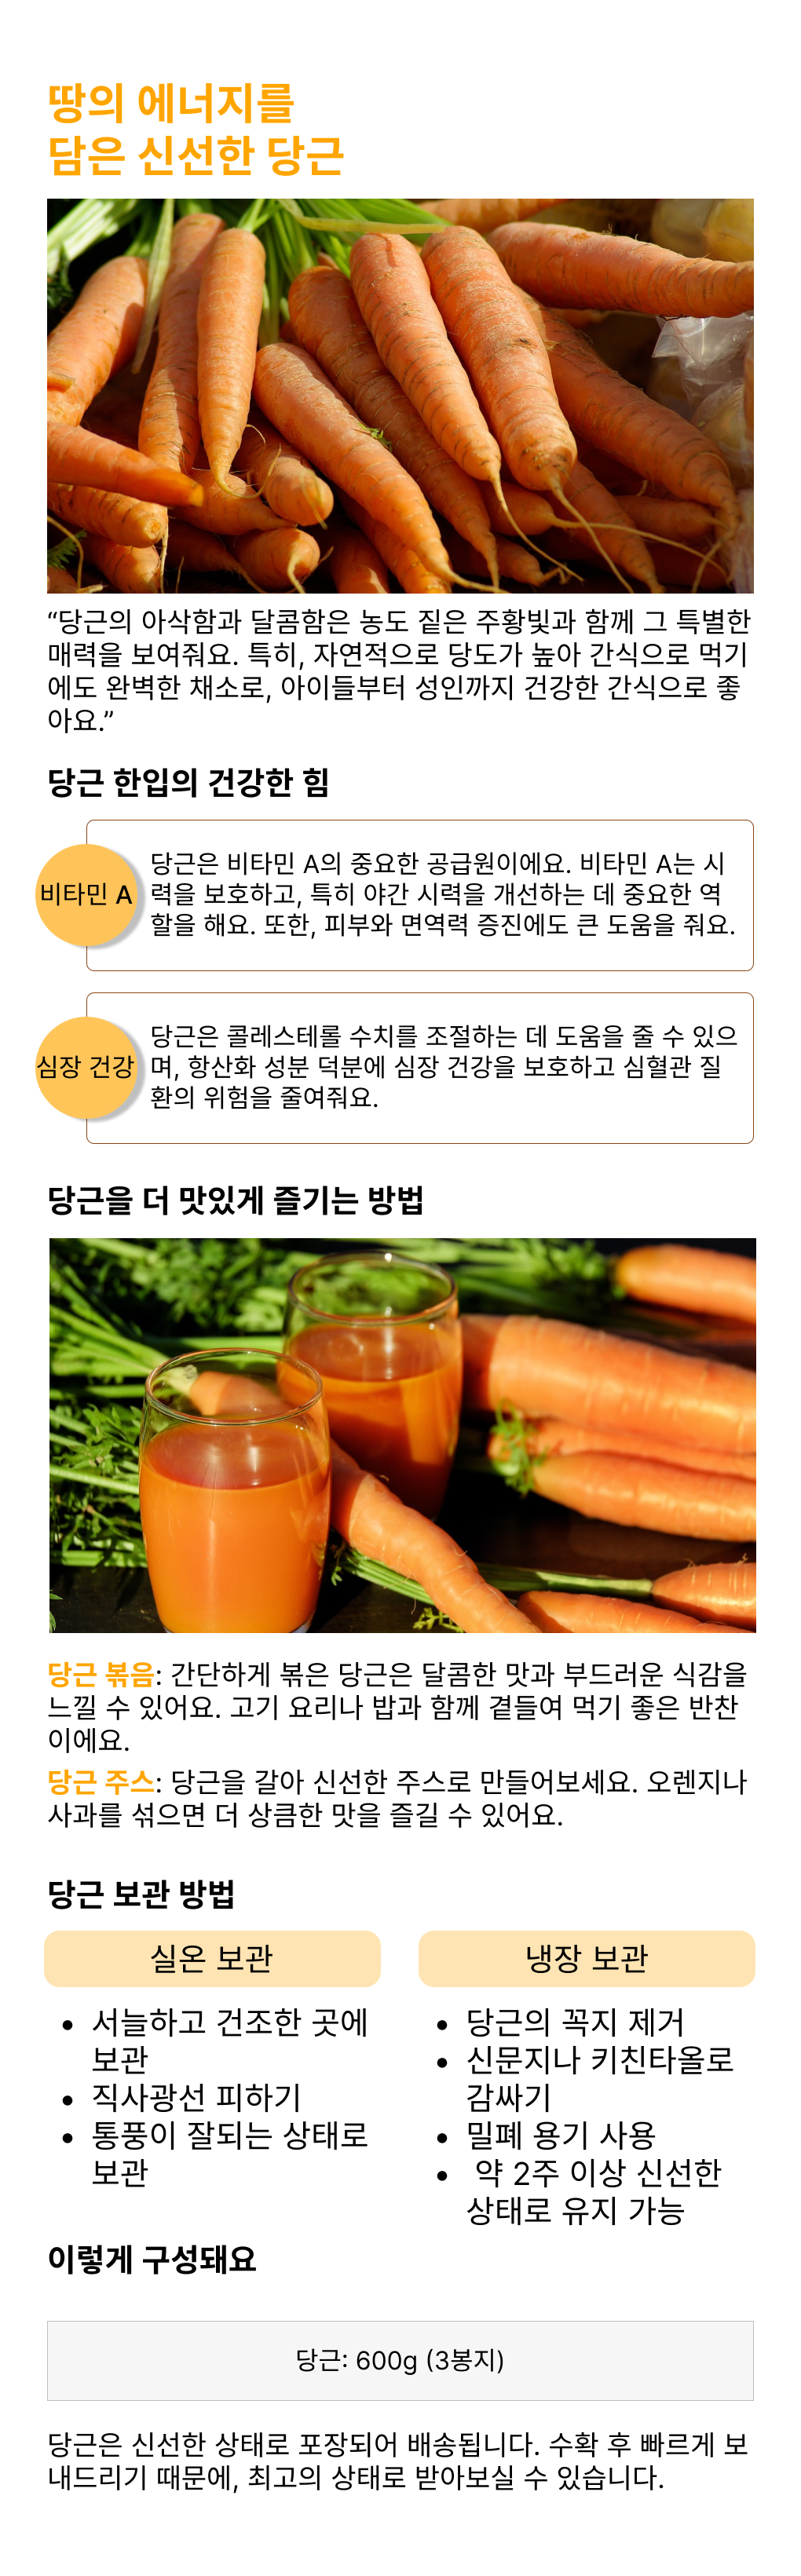 땅의 에너지를
담은 신선한 당근
“당근의 아삭함과 달콤함은 농도 짙은 주황빛과 함께 그 특별한
매력을 보여줘요. 특히, 자연적으로 당도가 높아 간식으로 먹기
에도 완벽한 채소로, 아이들부터 성인까지 건강한 간식으로 좋
아요.”
당근 한입의 건강한 힘
비타민 A
당근은 비타민 A의 중요한 공급원이에요. 비타민 A는 시
력을 보호하고, 특히 야간 시력을 개선하는 데 중요한 역
할을 해요. 또한, 피부와 면역력 증진에도 큰 도움을 줘요.
심장 건강
당근은 콜레스테롤 수치를 조절하는 데 도움을 줄 수 있으
며, 항산화 성분 덕분에 심장 건강을 보호하고 심혈관 질
환의 위험을 줄여줘요.
당근을 더 맛있게 즐기는 방법
당근 볶음: 간단하게 볶은 당근은 달콤한 맛과 부드러운 식감을
느낄 수 있어요. 고기 요리나 밥과 함께 곁들여 먹기 좋은 반찬
이에요.
당근 주스: 당근을 갈아 신선한 주스로 만들어보세요. 오렌지나
사과를 섞으면 더 상큼한 맛을 즐길 수 있어요.
당근 보관 방법
실온 보관
• 서늘하고 건조한 곳에
보관
• 직사광선 피하기
• 통풍이 잘되는 상태로
보관
냉장 보관
• 당근의 꼭지 제거
• 신문지나 키친타올로
감싸기
• 밀폐 용기 사용
• 약 2주 이상 신선한
상태로 유지 가능
이렇게 구성돼요
당근: 600g (3봉지)
당근은 신선한 상태로 포장되어 배송됩니다. 수확 후 빠르게 보
내드리기 때문에, 최고의 상태로 받아보실 수 있습니다.